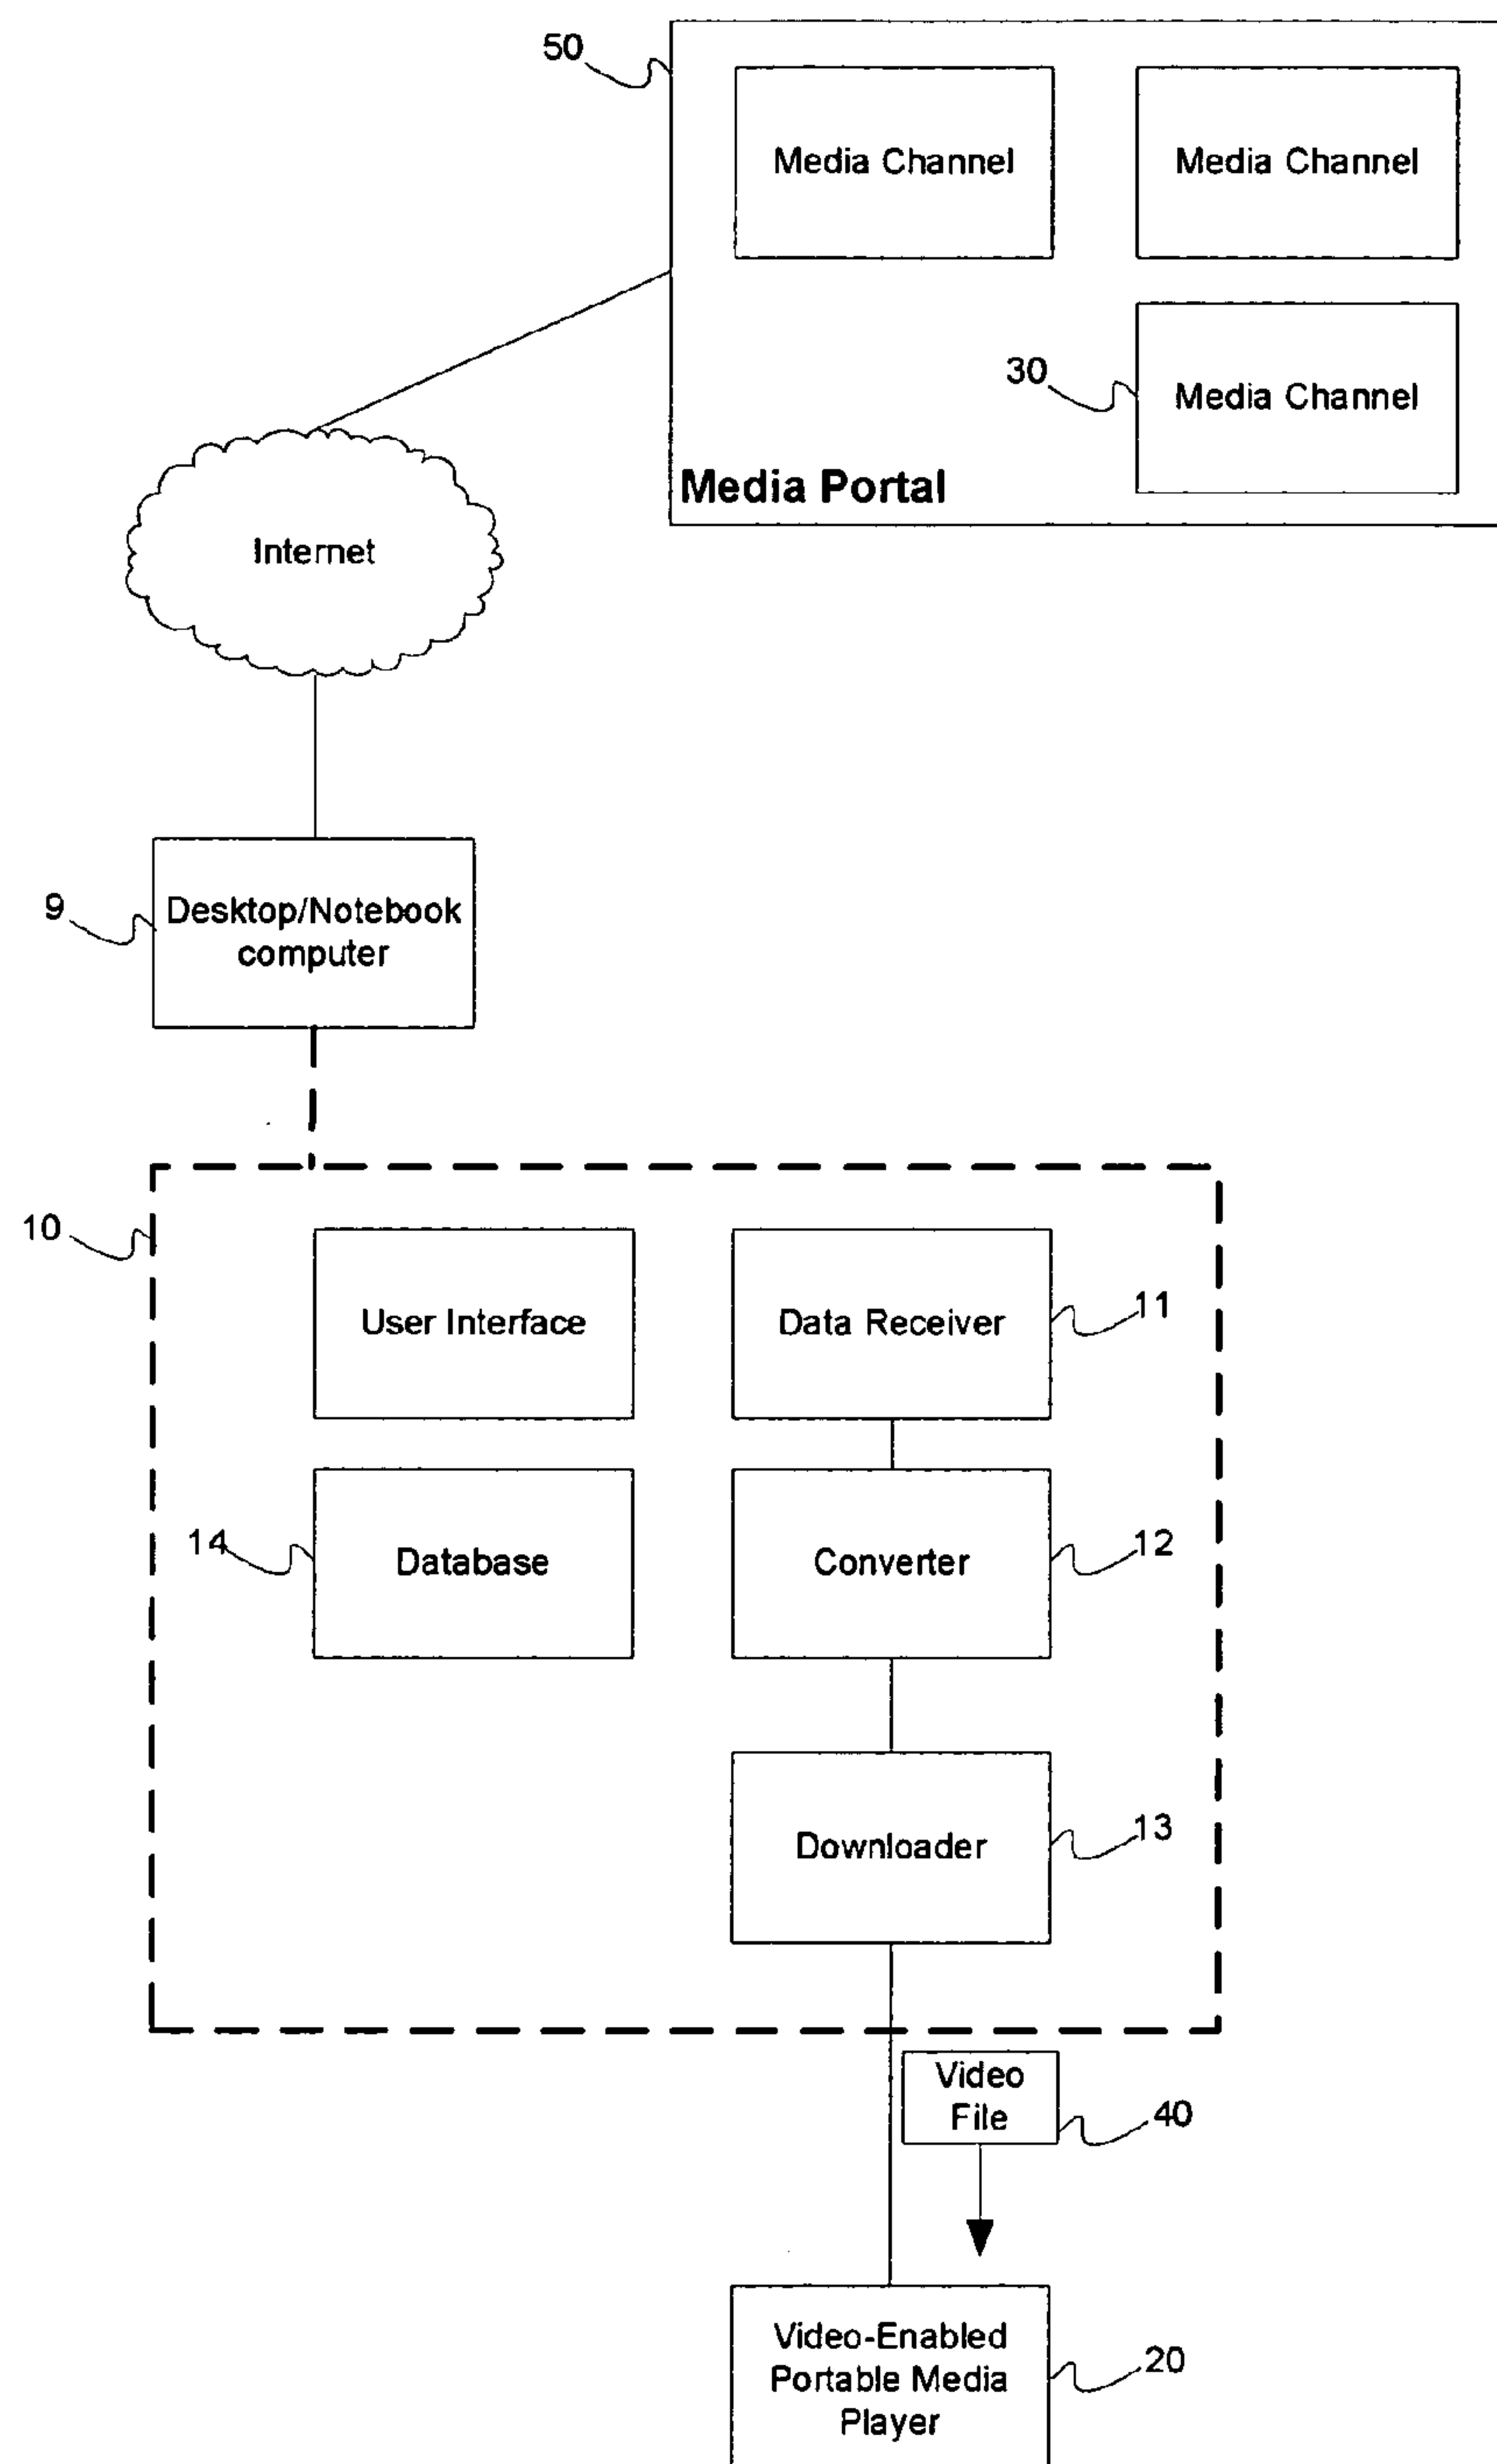 50
Media Channel
Media Channel
30
Media Channel
Media Portal
Internet
9
Desktop/Notebook
computer
10
User Interface
Data Receiver
11
14
Database
Converter
12
Downloader
13
Video
File
40
Video-Enabled
Portable Media
Player
20